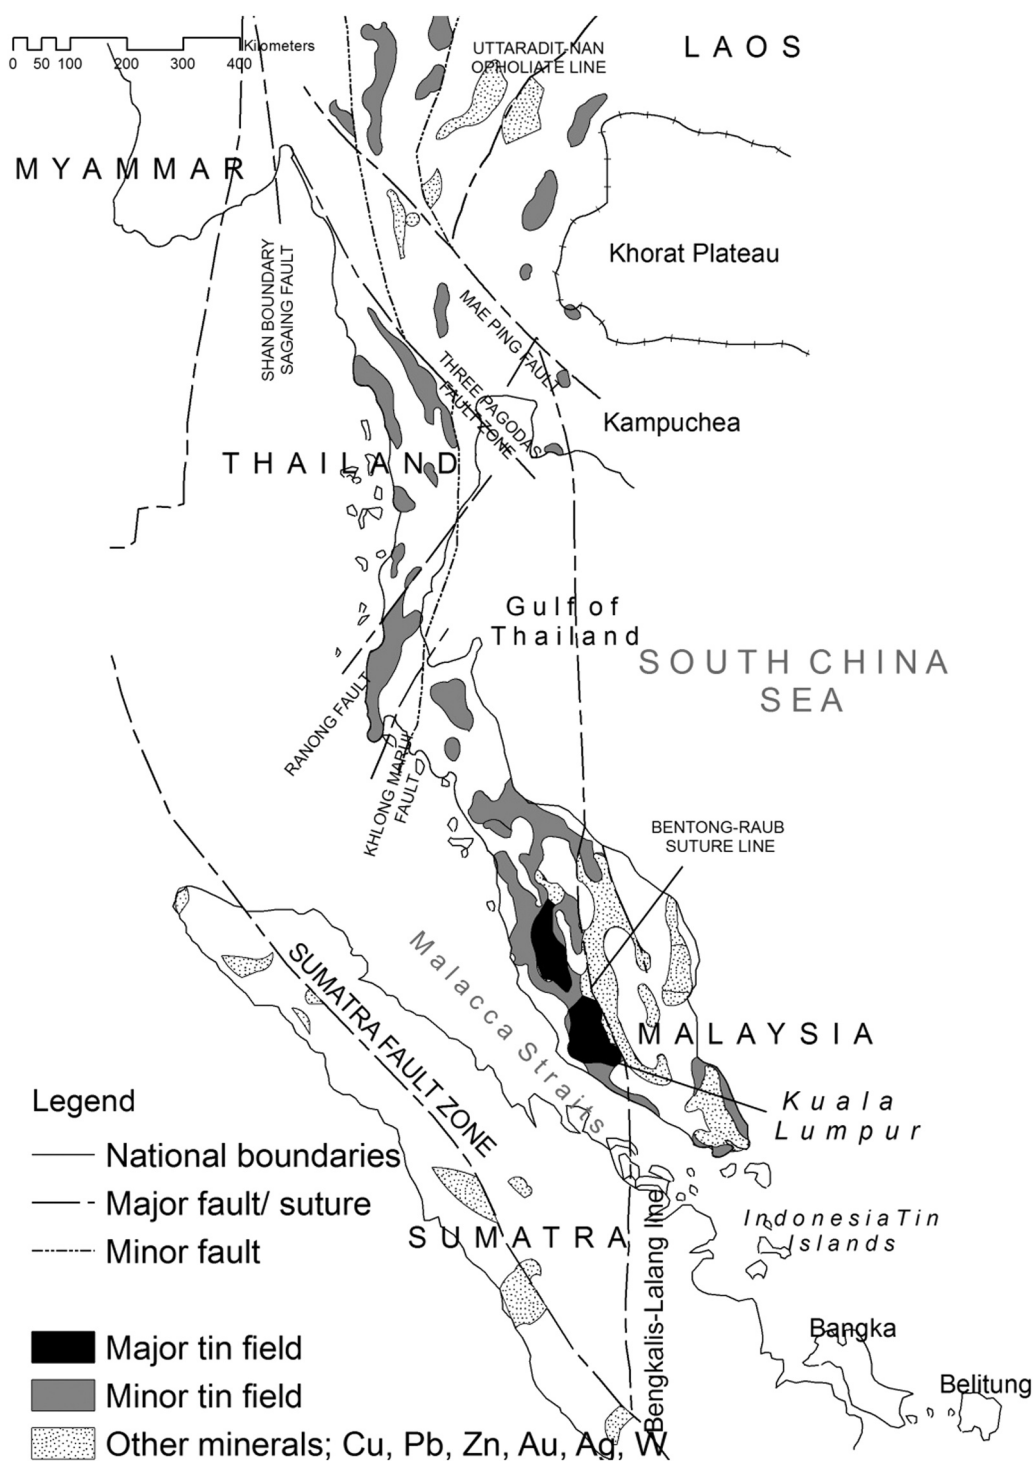 Kilometers
0 50 100 200 300 400
UTTARADIT-NAN
OPHOLIATE LINE
LAOS
MYAMMAR
Khorat Plateau
SHAN BOUNDARY
SAGAING FAULT
MAE PING FAULT
THREE PAGODAS
FAULT ZONE
Kampuchea
THAILAND
Gulf of
Thailand
SOUTH CHINA
SEA
RANONG FAULT
KHLONG MARUI
FAULT
BENTONG-RAUB
SUTURE LINE
SUMATRA FAULT ZONE
Malacca Straits
MALAYSIA
Kuala
Lumpur
SUMATRA
Bengkalis-Lalang line
Indonesia Tin
Islands
Bangka
Belitung
Legend
National boundaries
Major fault/ suture
Minor fault
Major tin field
Minor tin field
Other minerals; Cu, Pb, Zn, Au, Ag, W